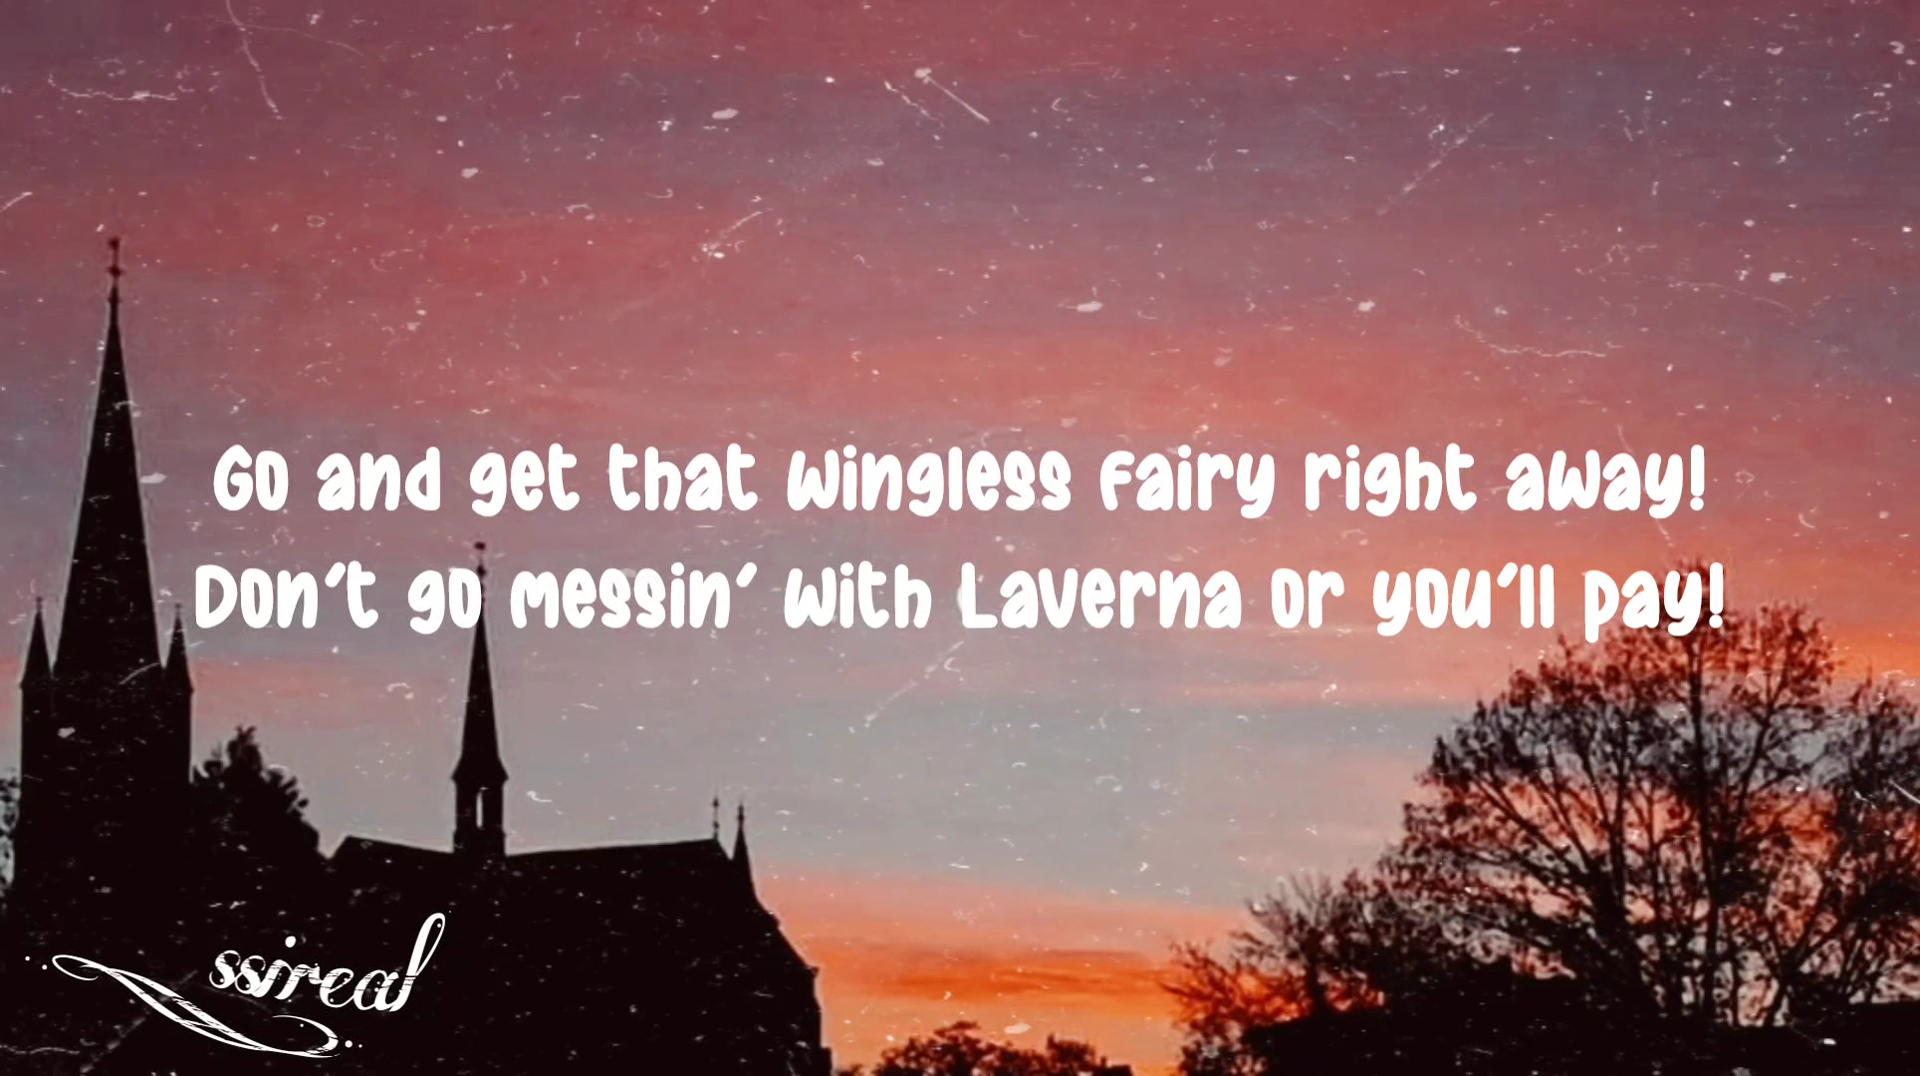 Go and get that wingless fairy right away!
Don't go messin' with Laverna or you'll pay!
ssireal